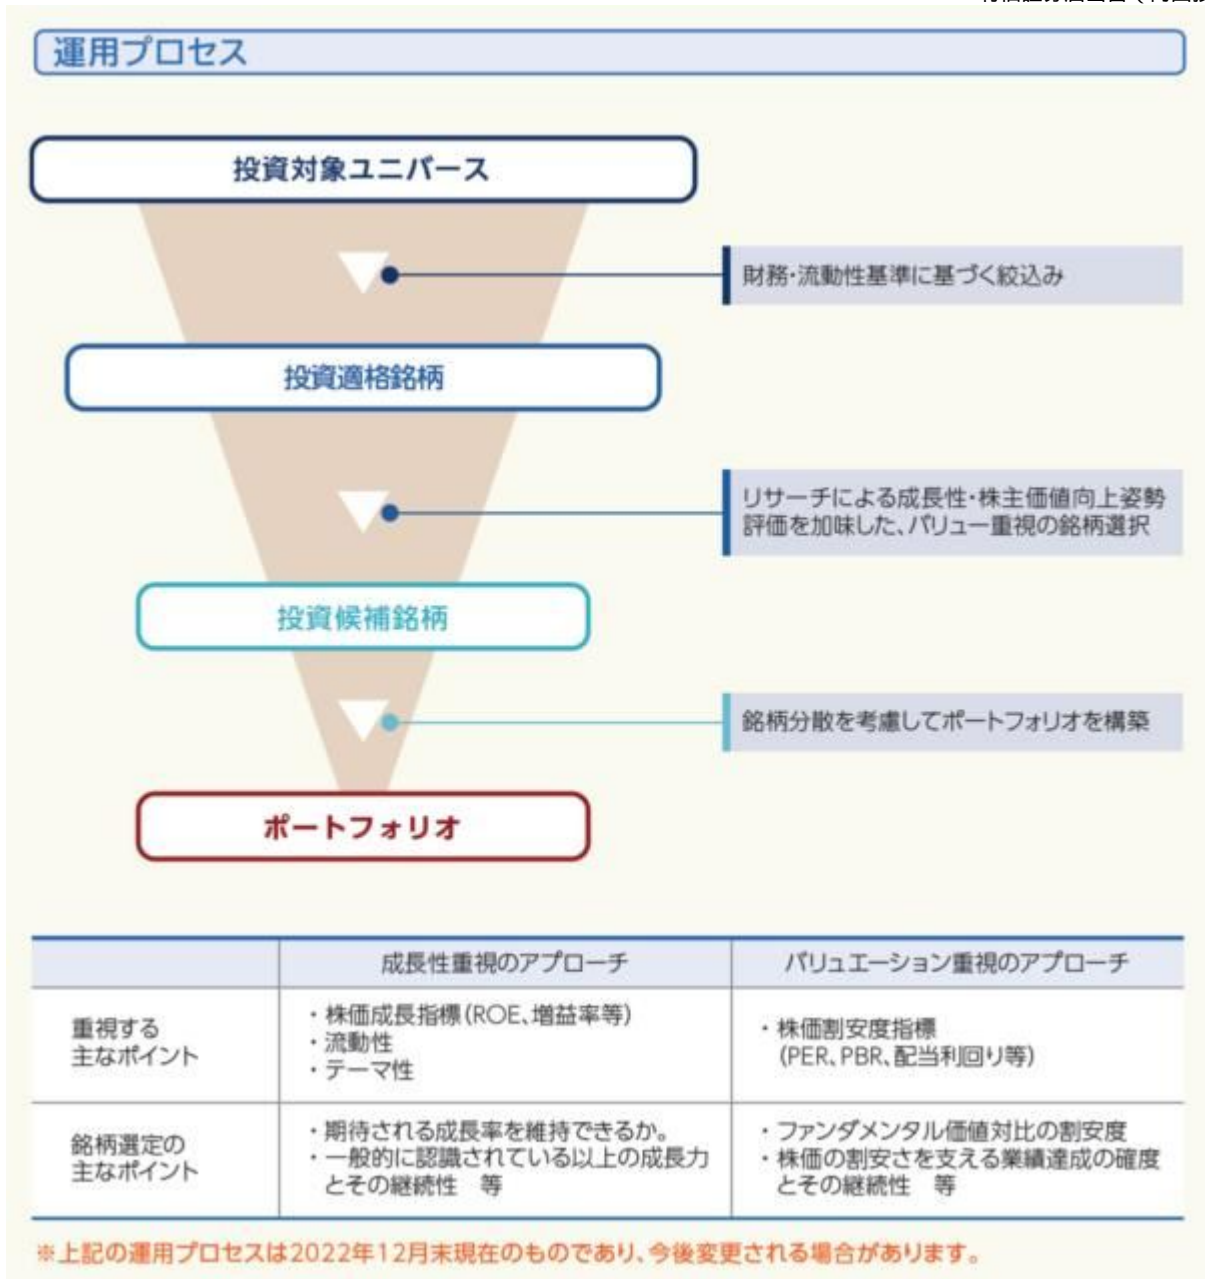 運用プロセス
投資対象ユニバース
財務・流動性基準に基づく絞込み
投資適格銘柄
リサーチによる成長性・株主価値向上姿勢
評価を加味した、バリュー重視の銘柄選択
投資候補銘柄
銘柄分散を考慮してポートフォリオを構築
ポートフォリオ
成長性重視のアプローチ
バリュエーション重視のアプローチ
重視する
主なポイント
・株価成長指標(ROE、増益率等)
・流動性
・テーマ性
・株価割安度指標
(PER、PBR、配当利回り等)
銘柄選定の
主なポイント
・期待される成長率を維持できるか。
・一般的に認識されている以上の成長力
とその継続性 等
・ファンダメンタル価値対比の割安度
・株価の割安さを支える業績達成の確度
とその継続性 等
※上記の運用プロセスは2022年12月末現在のものであり、今後変更される場合があります。